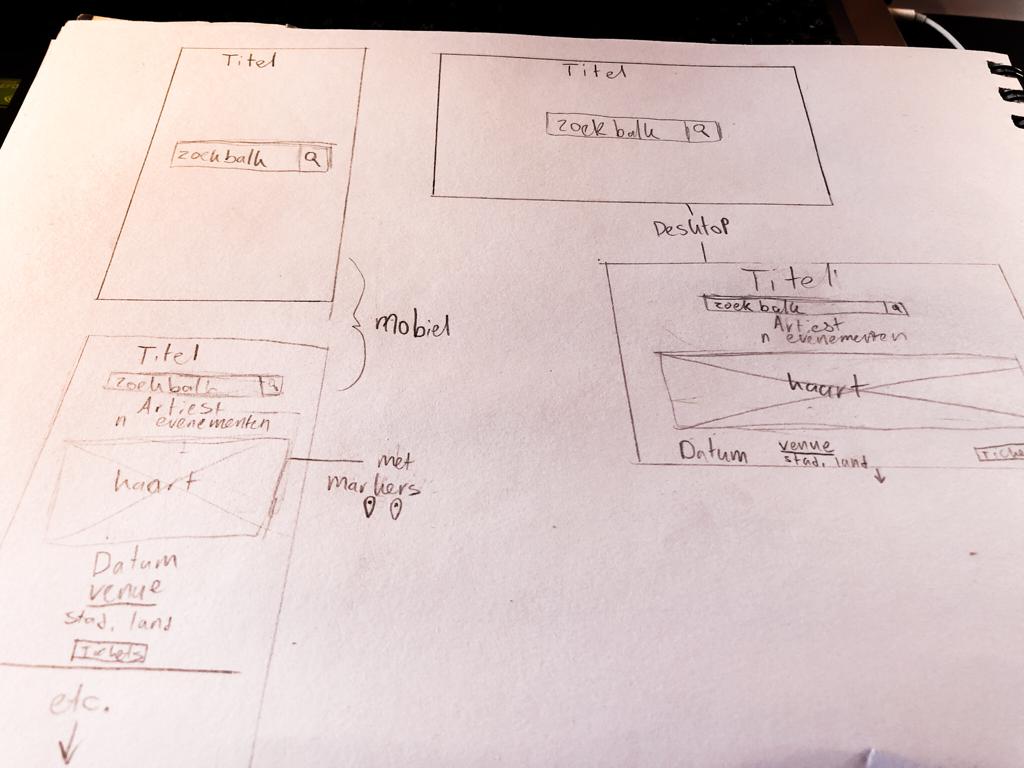 Titel
zoekbalk
mobiel
Titel
zoekbalk
Artiest
n evenementen
kaart
met
markers
Datum
venue
stad, land
Tickets
etc.
Titel
zoekbalk
Desktop
Titel
zoekbalk
Artiest
n evenementen
kaart
Datum
venue
stad, land